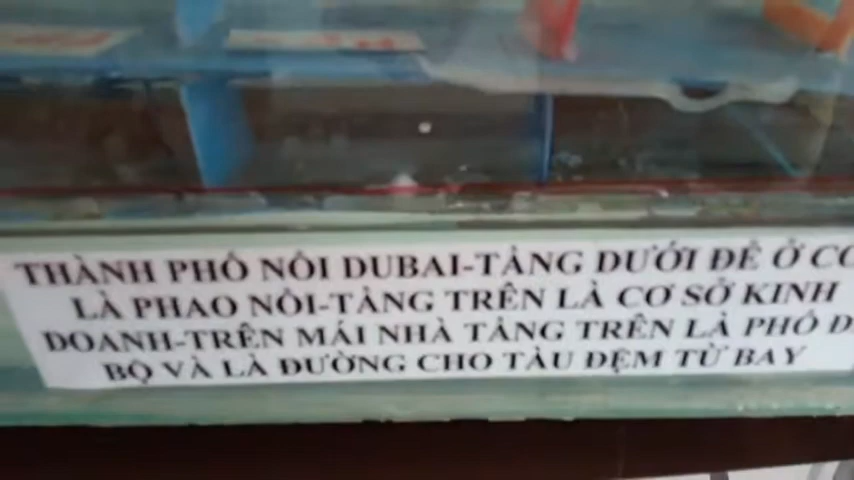 THÀNH PHỐ NỔI DUBAI-TẦNG DƯỚI ĐỂ Ở
LÀ PHAO NỔI-TẦNG TRÊN LÀ CƠ SỞ KINH
DOANH-TRÊN MÁI NHÀ TẦNG TRÊN LÀ PHỐ
BỘ VÀ LÀ ĐƯỜNG CHO TÀU ĐỆM TỪ BAY